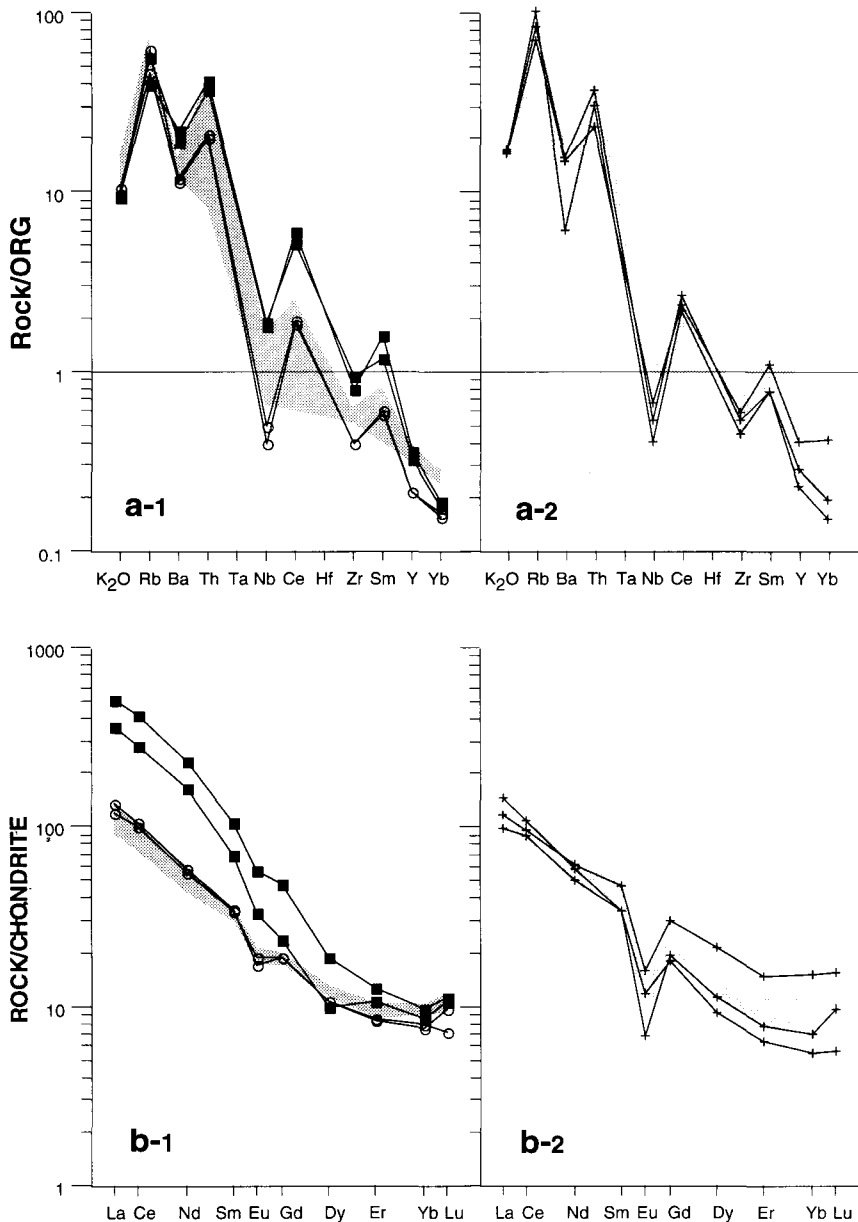 100
10
1
0.1
Rock/ORG
a-1
a-2
K2O Rb Ba Th Ta Nb Ce Hf Zr Sm Y Yb
K2O Rb Ba Th Ta Nb Ce Hf Zr Sm Y Yb
1000
100
10
1
ROCK/CHONDRITE
b-1
b-2
La Ce Nd Sm Eu Gd Dy Er Yb Lu
La Ce Nd Sm Eu Gd Dy Er Yb Lu